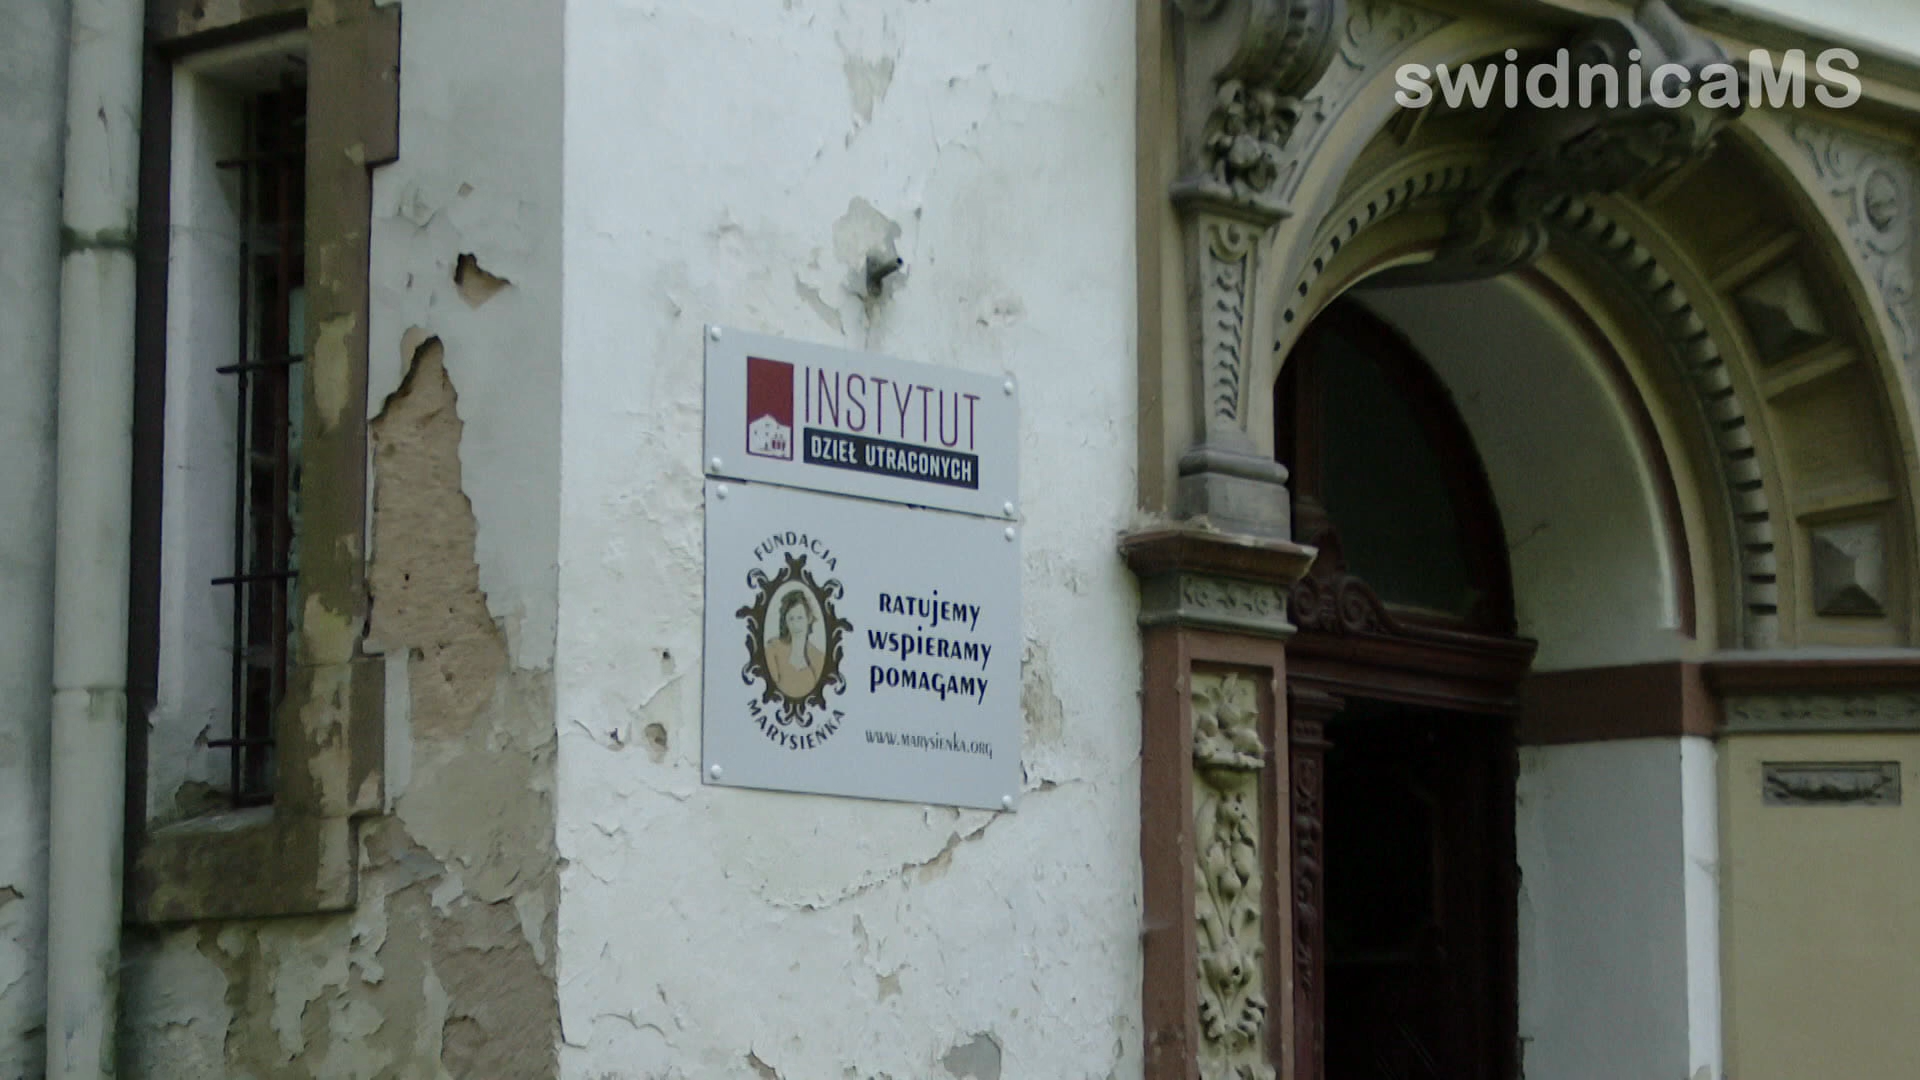 swidnicaMS
INSTYTUT
DZIEŁ UTRACONYCH
FUNDACJA
MARYSIEŃKA
RATUJEMY
WSPIERAMY
POMAGAMY
WWW.MARYSIENKA.ORG